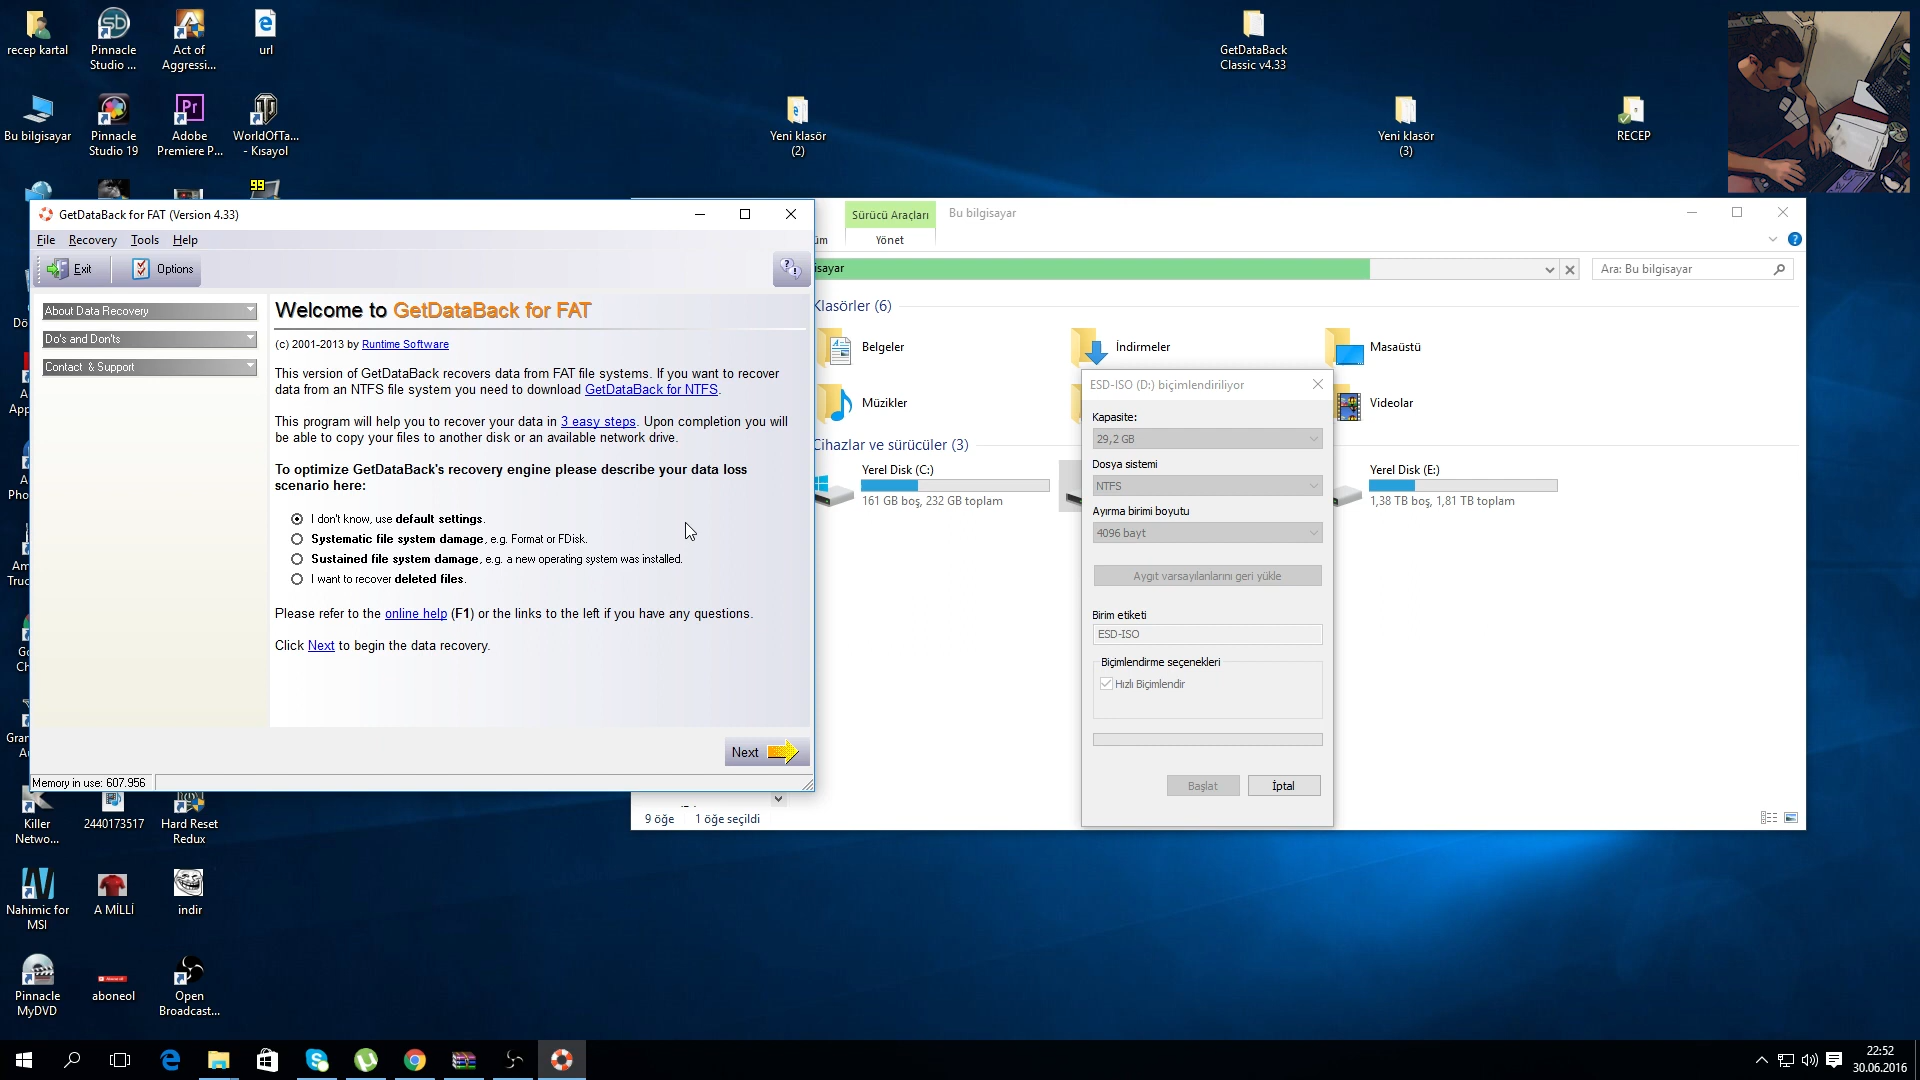 recep kartal
Pinnacle
Studio ...
Act of
Aggressi...
url
Bu bilgisayar
Pinnacle
Studio 19
Adobe
Premiere P...
WorldOfTa...
- Kısayol
99
GetDataBack
Classic v4.33
Yeni klasör
(2)
Yeni klasör
(3)
RECEP
GetDataBack for FAT (Version 4.33)
File Recovery Tools Help
Exit
Options
About Data Recovery
Do's and Don'ts
Contact & Support
Welcome to GetDataBack for FAT
(c) 2001-2013 by Runtime Software
This version of GetDataBack recovers data from FAT file systems. If you want to recover
data from an NTFS file system you need to download GetDataBack for NTFS.
This program will help you to recover your data in 3 easy steps. Upon completion you will
be able to copy your files to another disk or an available network drive.
To optimize GetDataBack's recovery engine please describe your data loss
scenario here:
I don't know, use default settings.
Systematic file system damage, e.g. Format or FDisk.
Sustained file system damage, e.g. a new operating system was installed.
I want to recover deleted files.
Please refer to the online help (F1) or the links to the left if you have any questions.
Click Next to begin the data recovery.
Next
Memory in use: 607.956
Sürücü Araçları
Bu bilgisayar
üm
Yönet
isayar
Ara: Bu bilgisayar
Klasörler (6)
Belgeler
İndirmeler
Masaüstü
Müzikler
Videolar
Cihazlar ve sürücüler (3)
Yerel Disk (C:)
161 GB boş, 232 GB toplam
Yerel Disk (E:)
1,38 TB boş, 1,81 TB toplam
9 öğe
1 öğe seçildi
ESD-ISO (D:) biçimlendiriliyor
Kapasite:
29,2 GB
Dosya sistemi
NTFS
Ayırma birimi boyutu
4096 bayt
Aygıt varsayılanlarını geri yükle
Birim etiketi
ESD-ISO
Biçimlendirme seçenekleri
Hızlı Biçimlendir
Başlat
İptal
Killer
Netwo...
2440173517
Hard Reset
Redux
Nahimic for
MSI
A MİLLİ
indir
Pinnacle
MyDVD
aboneol
Open
Broadcast...
22:52
30.06.2016